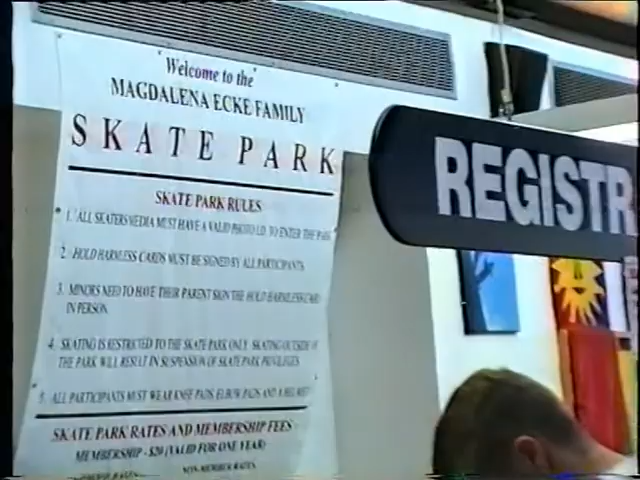 Welcome to the
MAGDALENA ECKE FAMILY
SKATE PARK
SKATE PARK RULES
1. ALL SKATERS/MEDIA MUST HAVE A VALID PHOTO I.D. TO ENTER THE PARK
2. HOLD HARMLESS CARDS MUST BE SIGNED BY ALL PARTICIPANTS
3. MINORS NEED TO HAVE THEIR PARENT SIGN THE HOLD HARMLESS CARD
IN PERSON
4. SKATING IS RESTRICTED TO THE SKATE PARK ONLY. SKATING OUTSIDE OF
THE PARK WILL RESULT IN SUSPENSION OF SKATE PARK PRIVILEGES
5. ALL PARTICIPANTS MUST WEAR KNEE PADS, ELBOW PADS AND A HELMET
SKATE PARK RATES AND MEMBERSHIP FEES
MEMBERSHIP - $20 (VALID FOR ONE YEAR)
NON-MEMBER RATES
REGISTR